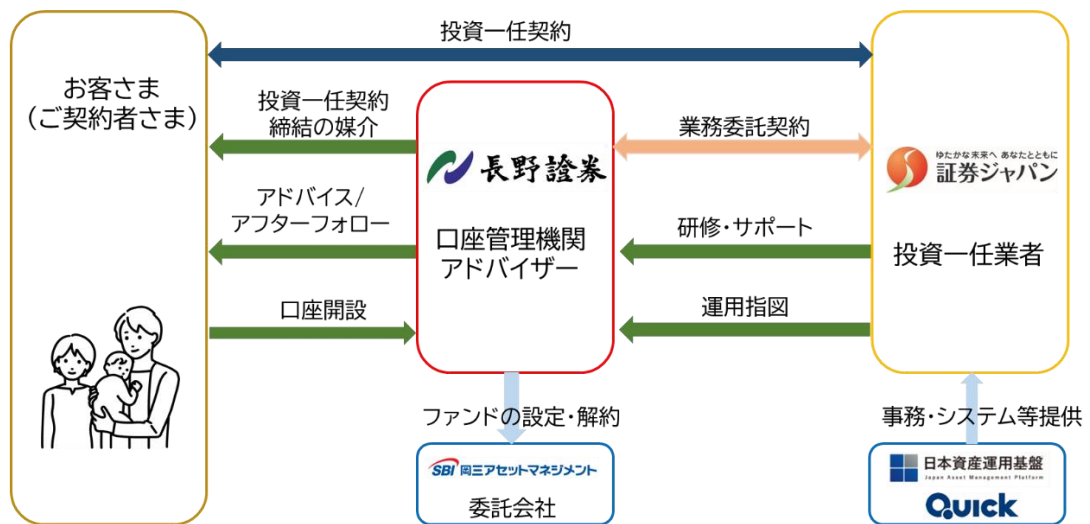 投資一任契約
お客さま
(ご契約者さま)
投資一任契約
締結の媒介
アドバイス/
アフターフォロー
口座開設
長野證券
口座管理機関
アドバイザー
業務委託契約
研修・サポート
運用指図
ゆたかな未来へ あなたとともに
証券ジャパン
投資一任業者
ファンドの設定・解約
SBI 岡三アセットマネジメント
委託会社
事務・システム等提供
日本資産運用基盤
Japan Asset Management Platform
QUICK